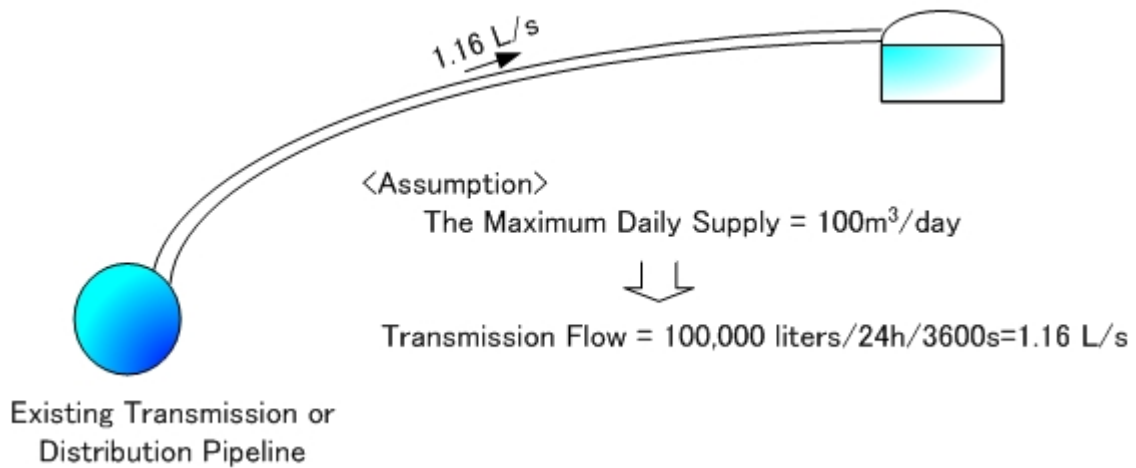 1.16 L/s
<Assumption>
The Maximum Daily Supply = 100m³/day
Transmission Flow = 100,000 liters/24h/3600s=1.16 L/s
Existing Transmission or
Distribution Pipeline